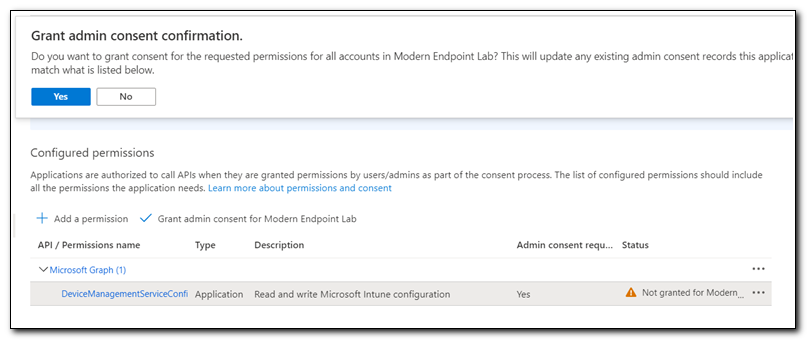 Grant admin consent confirmation.
Do you want to grant consent for the requested permissions for all accounts in Modern Endpoint Lab? This will update any existing admin consent records this applicat
match what is listed below.
Yes No
Configured permissions
Applications are authorized to call APIs when they are granted permissions by users/admins as part of the consent process. The list of configured permissions should include
all the permissions the application needs. Learn more about permissions and consent
Add a permission Grant admin consent for Modern Endpoint Lab
API / Permissions name Type Description Admin consent requ... Status
Microsoft Graph (1) ...
DeviceManagementServiceConfi Application Read and write Microsoft Intune configuration Yes Not granted for Modern_ ...